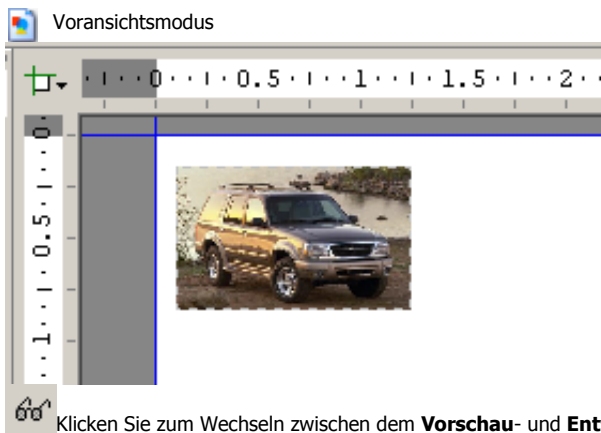 Voransichtsmodus
0 0.5 1 1.5 2
0
0.5
1
Klicken Sie zum Wechseln zwischen dem Vorschau- und Ent